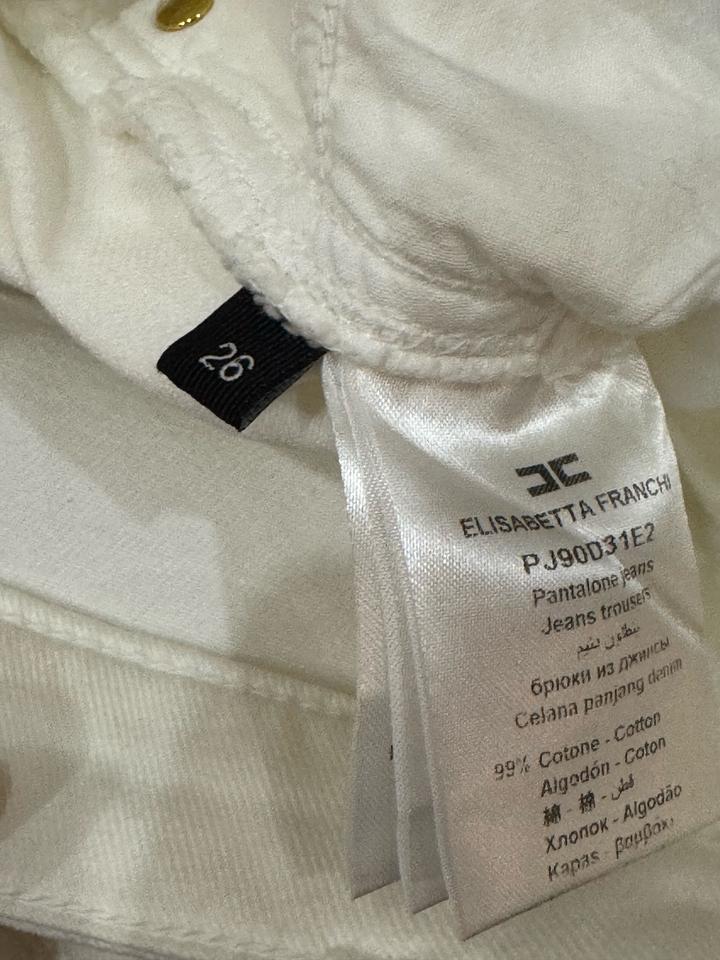 26
ELISABETTA FRANCHI
PJ90D31E2
Pantalone jeans
Jeans trousers
بنطلون جينيم
брюки из джинсы
Celana panjang denim
99% Cotone - Cotton
Algodón - Coton
棉 - 棉 - قطن
Хлопок - Algodão
Kapas - βαμβάκι